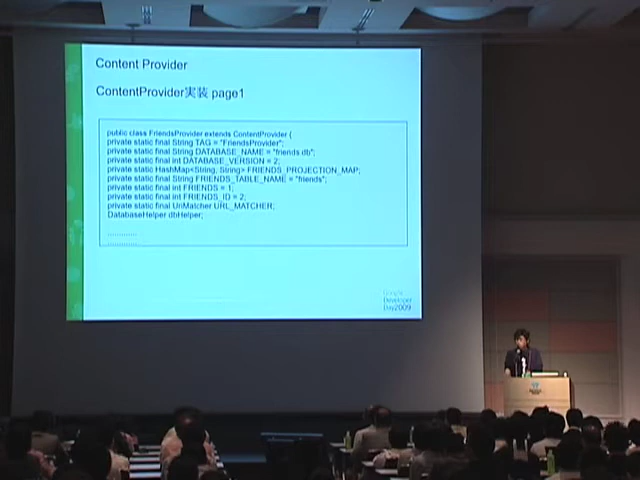 Content Provider
ContentProvider実装 page1
public class FriendsProvider extends ContentProvider {
private static final String TAG = "FriendsProvider";
private static final String DATABASE_NAME = "friends.db";
private static final int DATABASE_VERSION = 2;
private static HashMap<String, String> FRIENDS_PROJECTION_MAP;
private static final String FRIENDS_TABLE_NAME = "friends";
private static final int FRIENDS = 1;
private static final int FRIENDS_ID = 2;
private static final UriMatcher URL_MATCHER;
DatabaseHelper dbHelper;
.............
.............
Google
Developer
Day2009